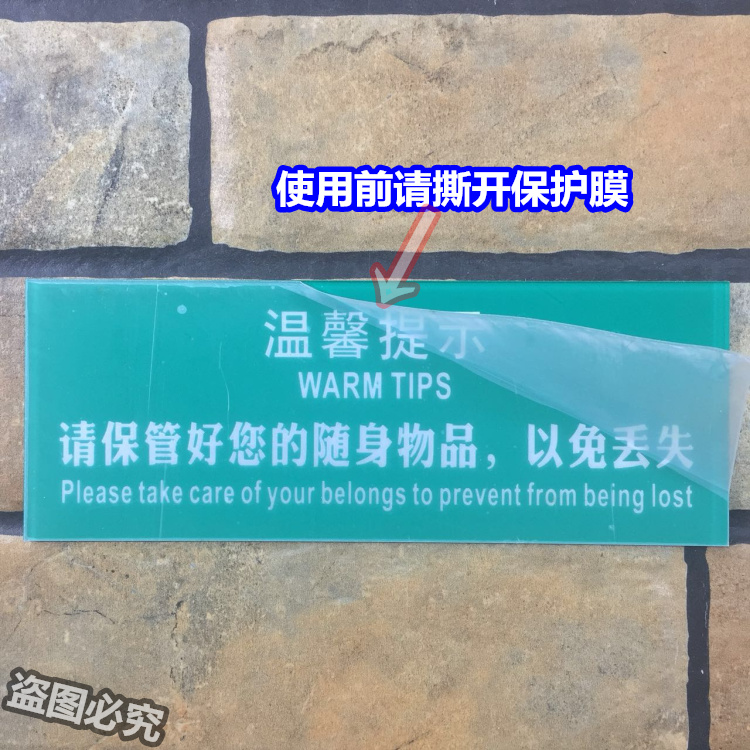 使用前请撕开保护膜
温馨提示
WARM TIPS
请保管好您的随身物品，以免丢失
Please take care of your belongs to prevent from being lost
盗图必究